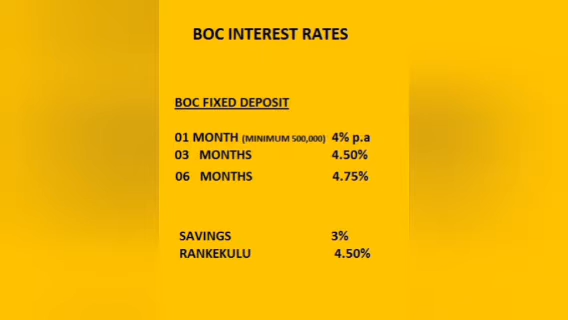 BOC INTEREST RATES
BOC FIXED DEPOSIT
01 MONTH (MINIMUM 500,000) 4% p.a
03 MONTHS 4.50%
06 MONTHS 4.75%
SAVINGS 3%
RANKEKULU 4.50%